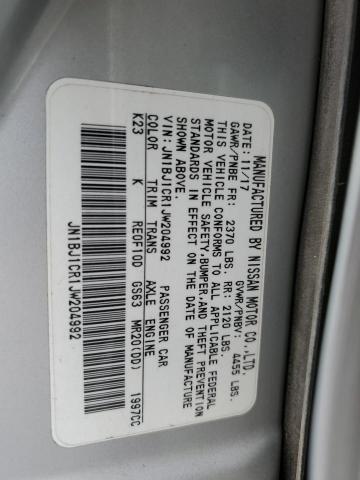 MANUFACTURED BY NISSAN MOTOR CO.,LTD.
DATE: 11/17 GVWR/PNBV: 4455 LBS.
GAWR/PNBE FR: 2370 LBS. RR: 2120 LBS.
THIS VEHICLE CONFORMS TO ALL APPLICABLE FEDERAL
MOTOR VEHICLE SAFETY,BUMPER,AND THEFT PREVENTION
STANDARDS IN EFFECT ON THE DATE OF MANUFACTURE
SHOWN ABOVE.
VIN:JN1BJ1CR1JW204992 PASSENGER CAR
COLOR TRIM TRANS AXLE ENGINE
K23 K RE0F10D GS63 MR20(DD) 1997CC
JN1BJ1CR1JW204992